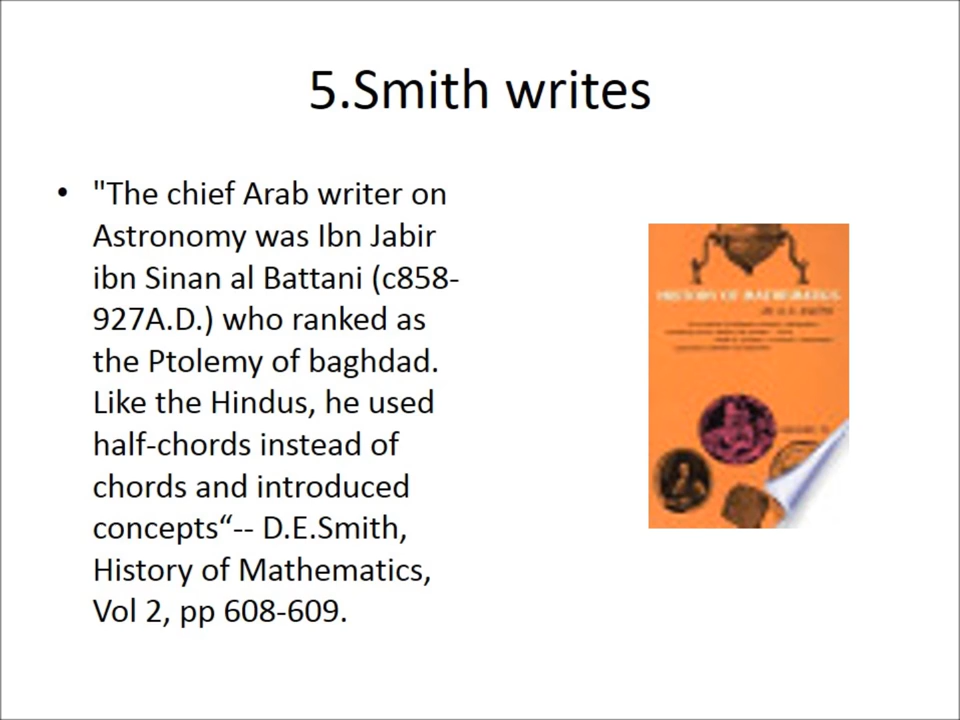 5.Smith writes
• "The chief Arab writer on
Astronomy was Ibn Jabir
ibn Sinan al Battani (c858-
927A.D.) who ranked as
the Ptolemy of baghdad.
Like the Hindus, he used
half-chords instead of
chords and introduced
concepts“-- D.E.Smith,
History of Mathematics,
Vol 2, pp 608-609.
HISTORY OF MATHEMATICS